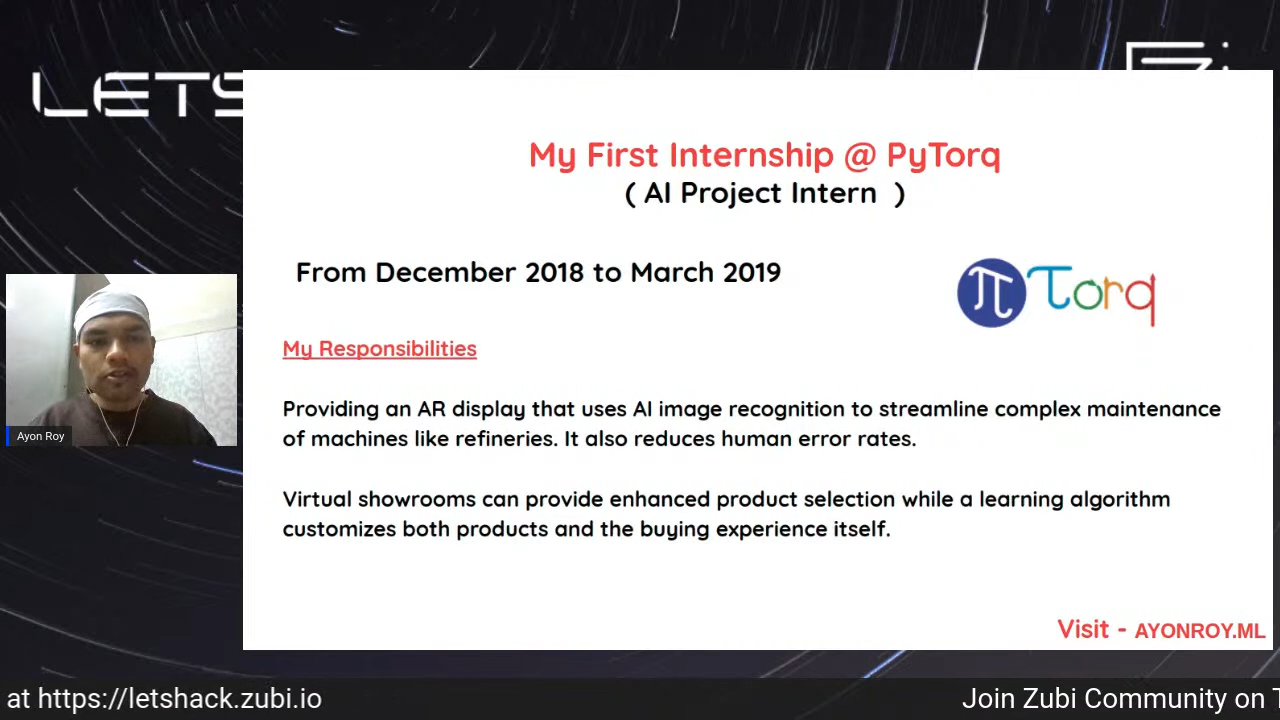 LETS
My First Internship @ PyTorq
( AI Project Intern )
From December 2018 to March 2019
Torq
My Responsibilities
Providing an AR display that uses AI image recognition to streamline complex maintenance
of machines like refineries. It also reduces human error rates.
Virtual showrooms can provide enhanced product selection while a learning algorithm
customizes both products and the buying experience itself.
Ayon Roy
Visit - AYONROY.ML
at https://letshack.zubi.io
Join Zubi Community on T